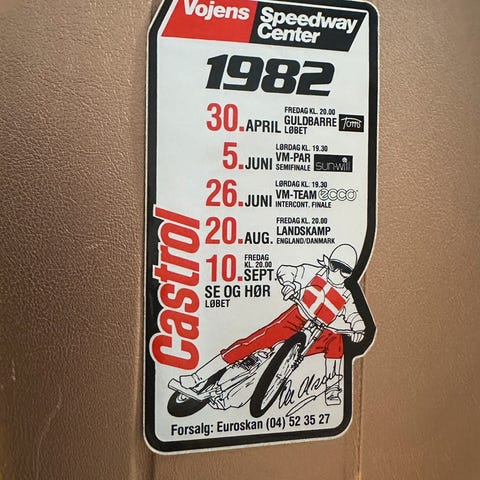 Vojens Speedway Center
1982
30. APRIL FREDAG KL. 20.00 GULDBARRE LØBET Toms
5. JUNI LØRDAG KL. 19.30 VM-PAR SEMIFINALE sun-will
26. JUNI LØRDAG KL. 19.30 VM-TEAM INTERCONT. FINALE ecco
20. AUG. FREDAG KL. 20.00 LANDSKAMP ENGLAND/DANMARK
10. SEPT. FREDAG KL. 20.00
SE OG HØR
LØBET
Castrol
Forsalg: Euroskan (04) 52 35 27